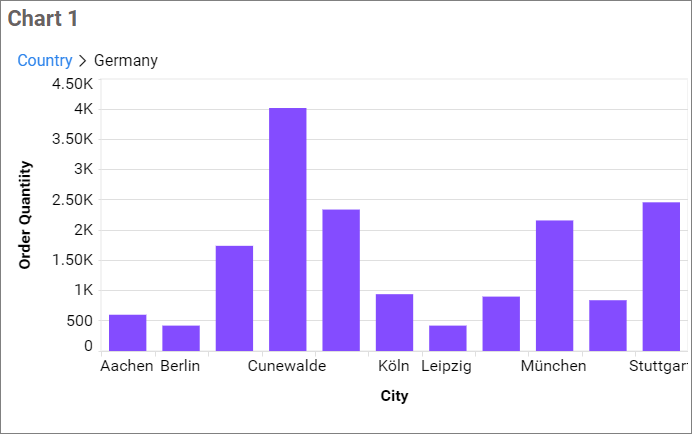 Chart 1
Country > Germany
4.50K
4K
3.50K
3K
2.50K
2K
1.50K
1K
500
0
Order Quantiity
Aachen Berlin Cunewalde Köln Leipzig München Stuttgar
City